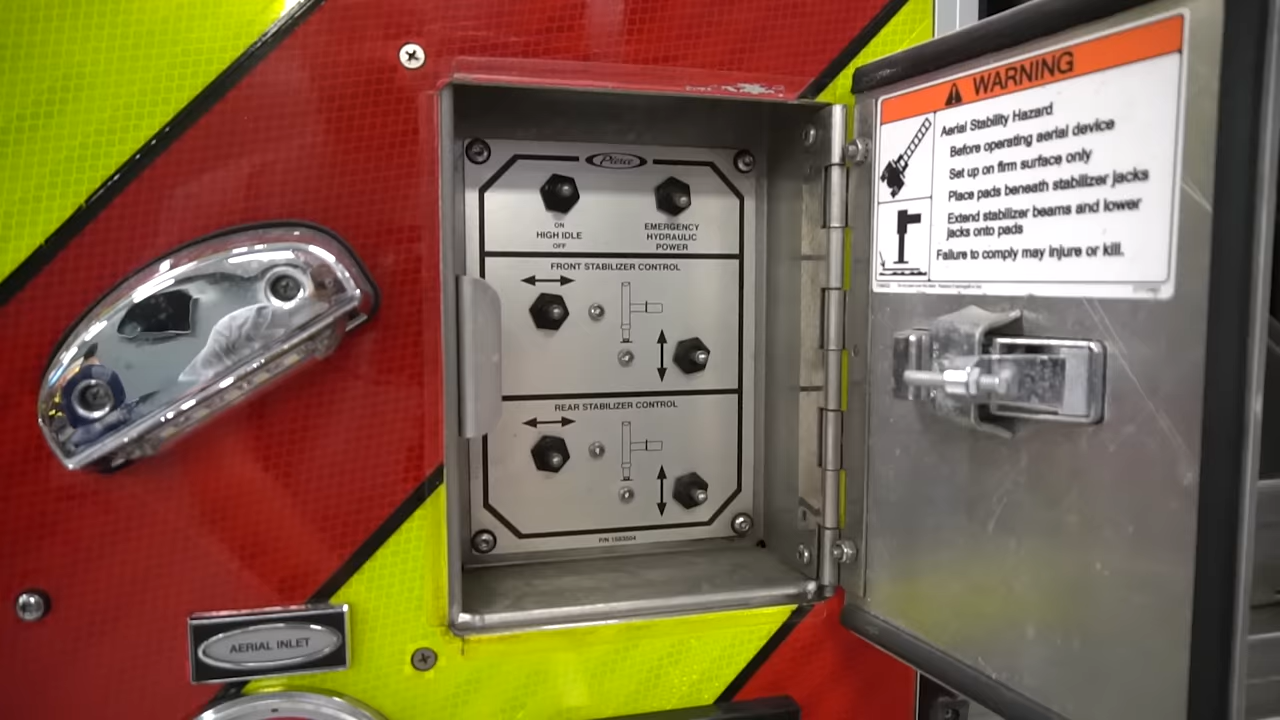 Pierce
ON
HIGH IDLE
OFF
EMERGENCY
HYDRAULIC
POWER
FRONT STABILIZER CONTROL
REAR STABILIZER CONTROL
P/N 1583504
AERIAL INLET
WARNING
Aerial Stability Hazard
Before operating aerial device
Set up on firm surface only
Place pads beneath stabilizer jacks
Extend stabilizer beams and lower
jacks onto pads
Failure to comply may injure or kill.